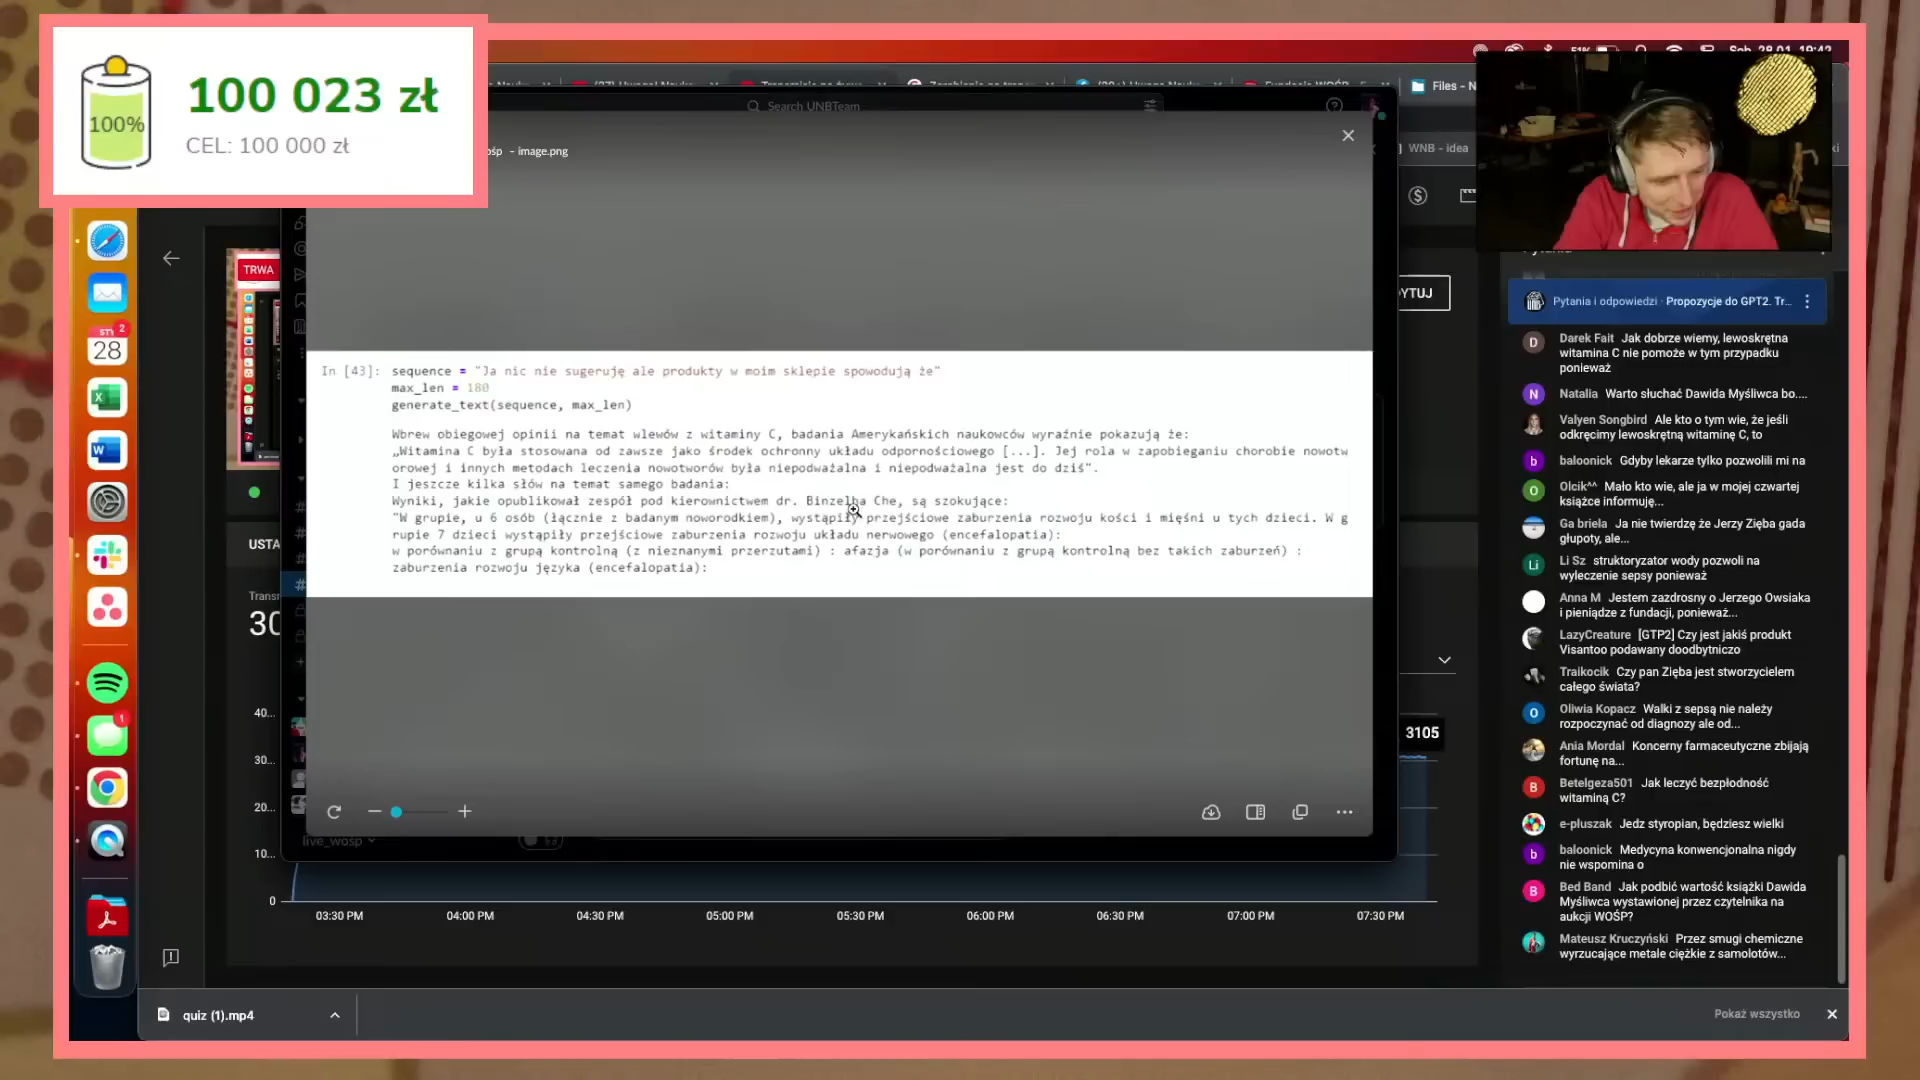 100 023 zł
100%
CEL: 100 000 zł
Search UNBTeam
Files - N
WNB - idea
- image.png
TRWA
28
In [43]: sequence = "Ja nic nie sugeruję ale produkty w moim sklepie spowodują że"
max_len = 180
generate_text(sequence, max_len)
Wbrew obiegowej opinii na temat wlewów z witaminy C, badania Amerykańskich naukowców wyraźnie pokazują że:
„Witamina C była stosowana od zawsze jako środek ochronny układu odpornościowego [...]. Jej rola w zapobieganiu chorobie nowotw
orowej i innych metodach leczenia nowotworów była niepodważalna i niepodważalna jest do dziś".
I jeszcze kilka słów na temat samego badania:
Wyniki, jakie opublikował zespół pod kierownictwem dr. Binzelba Che, są szokujące:
"W grupie, u 6 osób (łącznie z badanym noworodkiem), wystąpiły przejściowe zaburzenia rozwoju kości i mięśni u tych dzieci. W g
rupie 7 dzieci wystąpiły przejściowe zaburzenia rozwoju układu nerwowego (encefalopatia):
w porównaniu z grupą kontrolną (z nieznanymi przerzutami) : afazja (w porównaniu z grupą kontrolną bez takich zaburzeń) :
zaburzenia rozwoju języka (encefalopatia):
Pytania i odpowiedzi · Propozycje do GPT2. Tr...
Darek Fait Jak dobrze wiemy, lewoskrętna
witamina C nie pomoże w tym przypadku
ponieważ
Natalia Warto słuchać Dawida Myśliwca bo....
Valyen Songbird Ale kto o tym wie, że jeśli
odkręcimy lewoskrętną witaminę C, to
baloonick Gdyby lekarze tylko pozwolili mi na
Olcik^^ Mało kto wie, ale ja w mojej czwartej
książce informuję...
Ga briela Ja nie twierdzę że Jerzy Zięba gada
głupoty, ale...
Li Sz struktoryzator wody pozwoli na
wyleczenie sepsy ponieważ
Anna M Jestem zazdrosny o Jerzego Owsiaka
i pieniądze z fundacji, ponieważ...
LazyCreature [GTP2] Czy jest jakiś produkt
Visantoo podawany doodbytniczo
Traikocik Czy pan Zięba jest stworzycielem
całego świata?
Oliwia Kopacz Walki z sepsą nie należy
rozpoczynać od diagnozy ale od...
Ania Mordal Koncerny farmaceutyczne zbijają
fortunę na...
Betelgeza501 Jak leczyć bezpłodność
witaminą C?
e-pluszak Jedz styropian, będziesz wielki
baloonick Medycyna konwencjonalna nigdy
nie wspomina o
Bed Band Jak podbić wartość książki Dawida
Myśliwca wystawionej przez czytelnika na
aukcji WOŚP?
Mateusz Kruczyński Przez smugi chemiczne
wyrzucające metale ciężkie z samolotów...
3105
live_wośp
40...
30...
20...
10...
0
03:30 PM 04:00 PM 04:30 PM 05:00 PM 05:30 PM 06:00 PM 06:30 PM 07:00 PM 07:30 PM
quiz (1).mp4
Pokaż wszystko